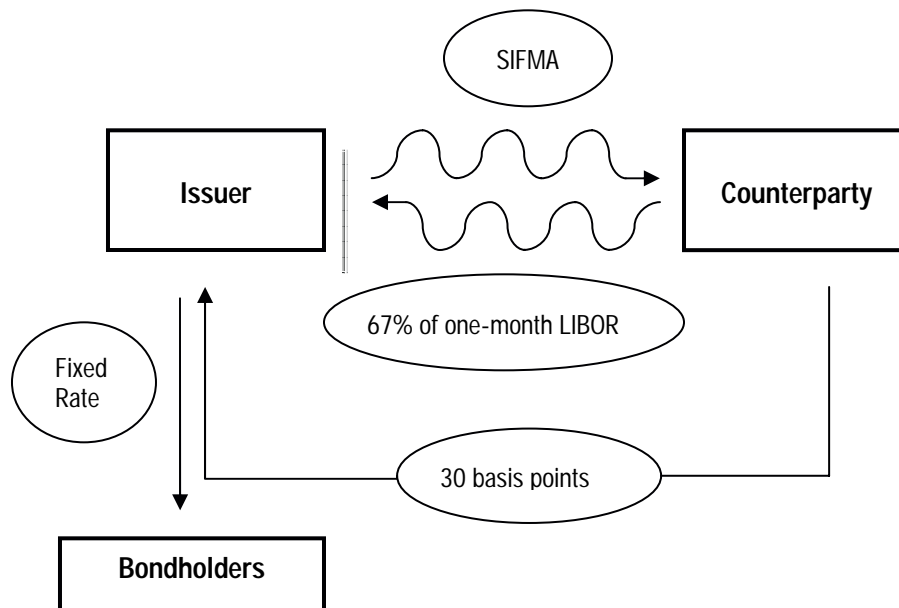 SIFMA
Issuer
Counterparty
67% of one-month LIBOR
Fixed
Rate
30 basis points
Bondholders